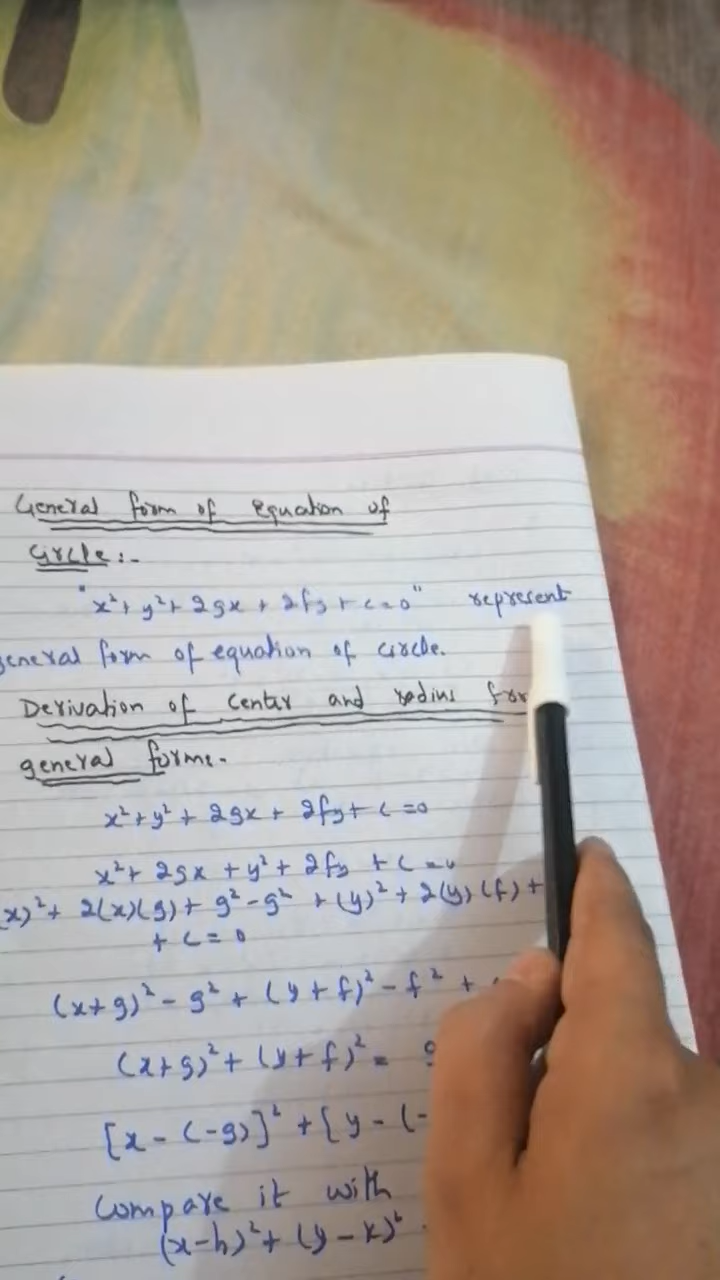 General form of equation of
Circle:-
"x²+y²+2gx+2fy+c=0" represent
general form of equation of circle.
Derivation of center and radius for
general forme.
x²+y²+2gx+2fy+c=0
x²+2gx+y²+2fy+c=0
(x)²+2(x)(g)+g²-g²+(y)²+2(y)(f)+
+c=0
(x+g)²-g²+(y+f)²-f²+
(x+g)²+(y+f)²= g
[x-(-g)]²+[y-(-
Compare it with
(x-h)²+(y-k)²